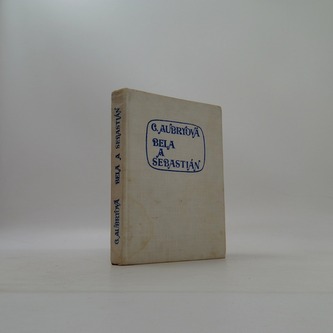 C. AUBRYOVÁ
BELA
A
SEBASTIÁN
C. AUBRYOVÁ BELA A SEBASTIÁN